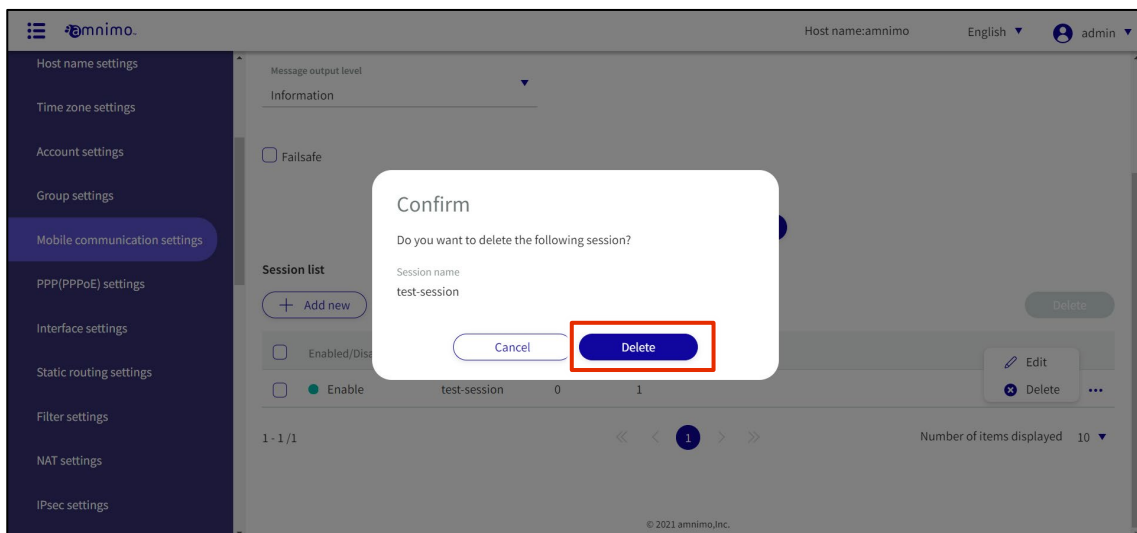 amnimo
Host name:amnimo
English
admin
Host name settings
Time zone settings
Account settings
Group settings
Mobile communication settings
PPP(PPPoE) settings
Interface settings
Static routing settings
Filter settings
NAT settings
IPsec settings
Message output level
Information
Failsafe
Session list
+ Add new
Delete
Enabled/Disa
Enable test-session 0 1
Edit
Delete
1 - 1 /1
1
Number of items displayed 10
© 2021 amnimo,Inc.
Confirm
Do you want to delete the following session?
Session name
test-session
Cancel
Delete